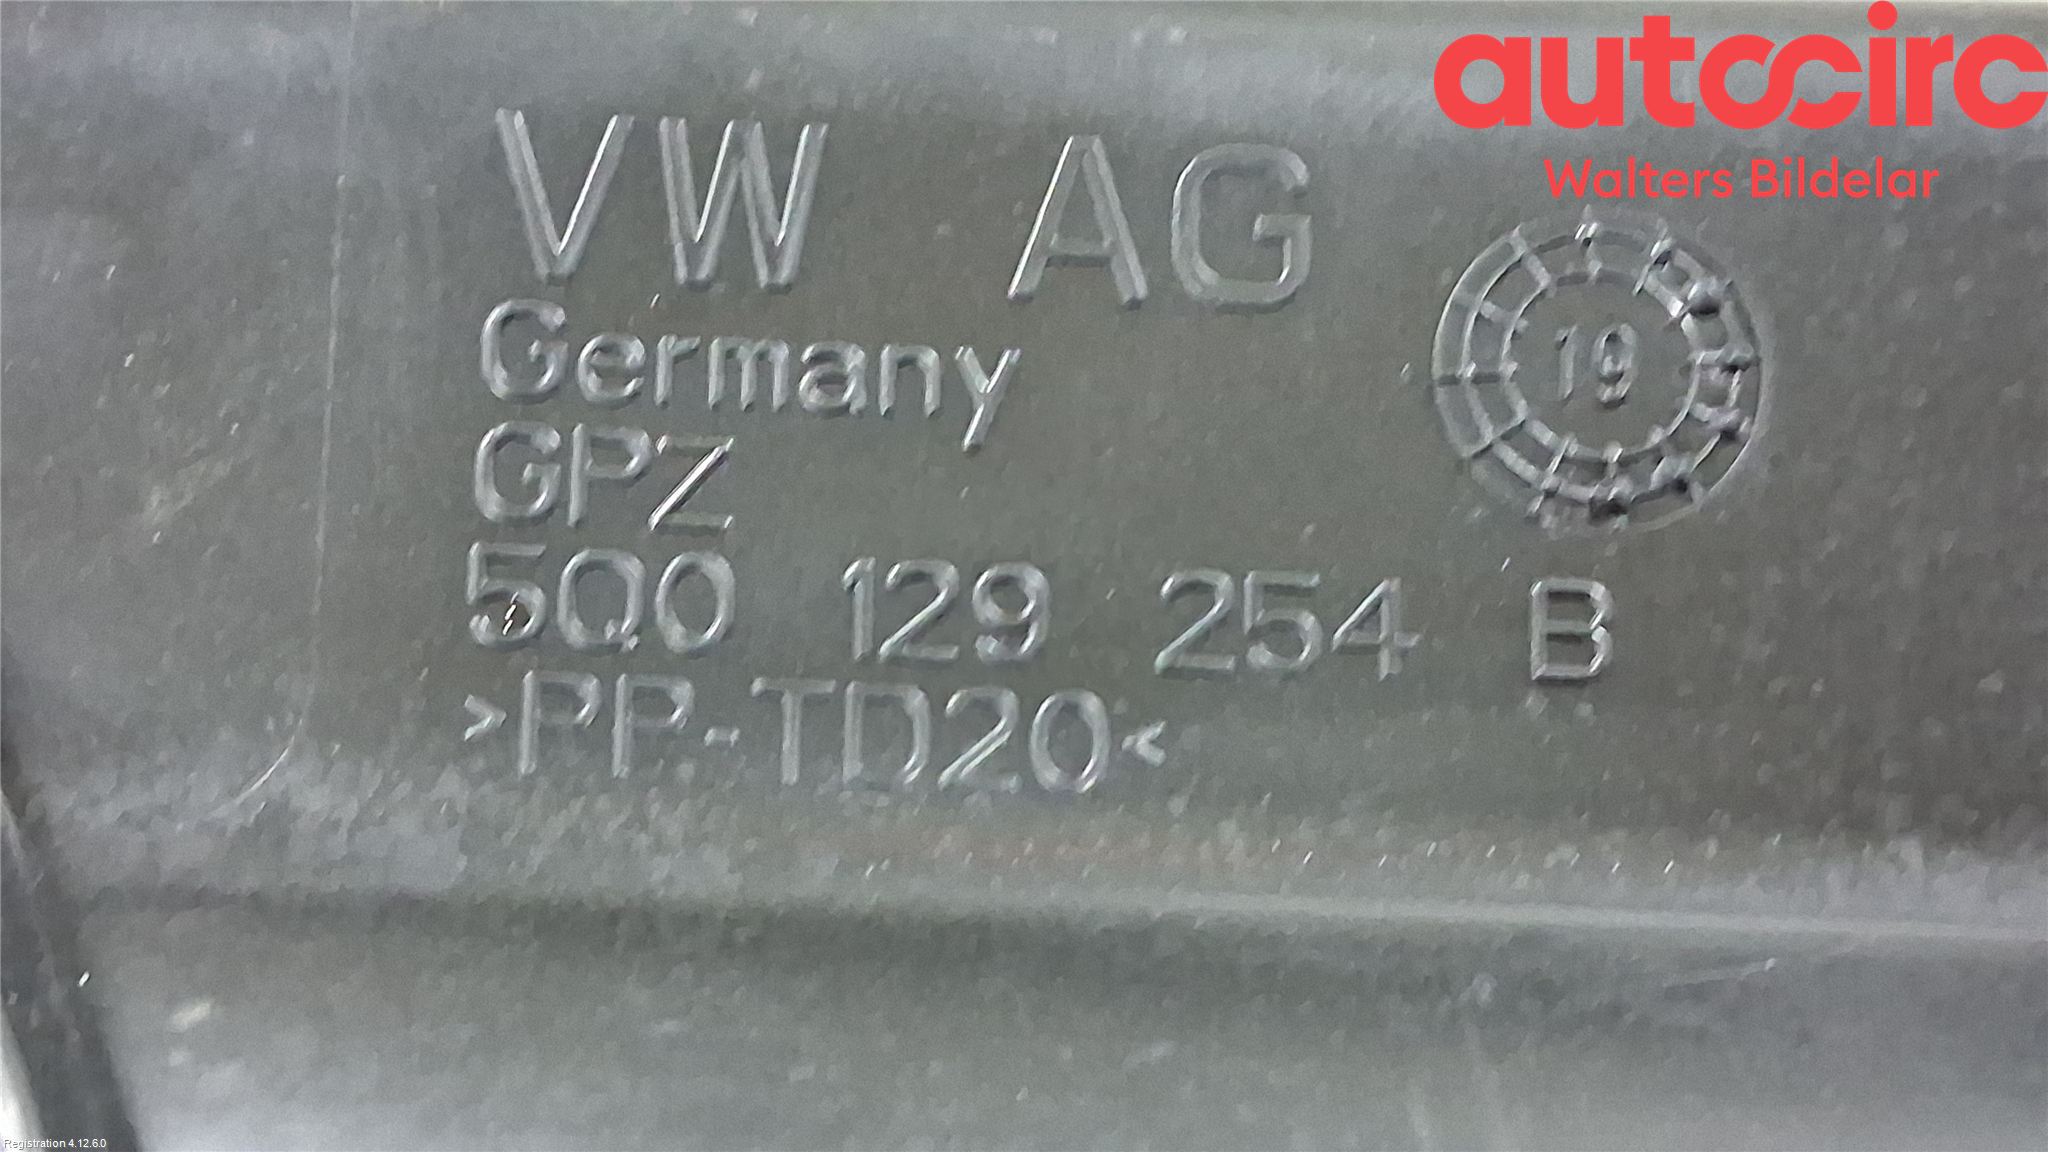 autocirc
Walters Bildelar
VW AG
Germany
GPZ
19
5Q0 129 254 B
>PP-TD20<
Registration 4.12.6.0